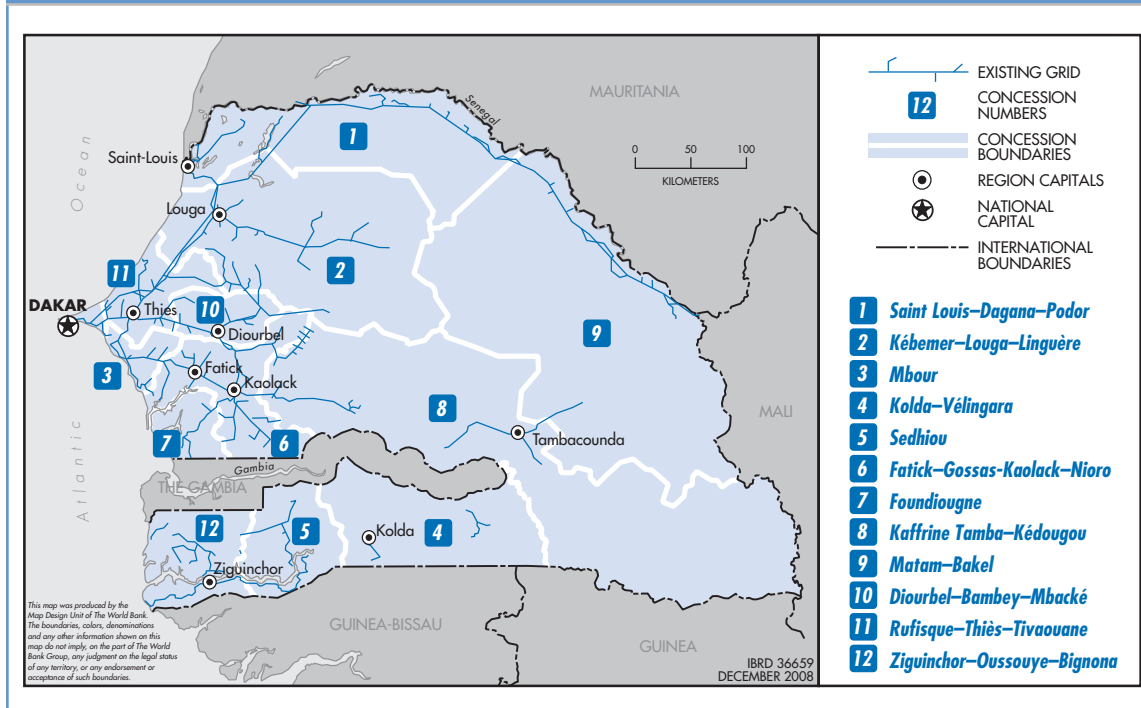 MAURITANIA
Senegal
Ocean
Saint-Louis
1
0 50 100
KILOMETERS
Louga
2
11
DAKAR
Thies
10
Diourbel
9
3
Fatick
Kaolack
8
MALI
Tambacounda
7
6
Atlantic
Gambia
THE GAMBIA
12
5
Kolda
4
Ziguinchor
GUINEA-BISSAU
GUINEA
This map was produced by the
Map Design Unit of The World Bank.
The boundaries, colors, denominations
and any other information shown on this
map do not imply, on the part of The World
Bank Group, any judgment on the legal status
of any territory, or any endorsement or
acceptance of such boundaries.
IBRD 36659
DECEMBER 2008
EXISTING GRID
12 CONCESSION
NUMBERS
CONCESSION
BOUNDARIES
REGION CAPITALS
NATIONAL
CAPITAL
INTERNATIONAL
BOUNDARIES
1 Saint Louis–Dagana–Podor
2 Kébemer–Louga–Linguère
3 Mbour
4 Kolda–Vélingara
5 Sedhiou
6 Fatick–Gossas-Kaolack–Nioro
7 Foundiougne
8 Kaffrine Tamba–Kédougou
9 Matam–Bakel
10 Diourbel–Bambey–Mbacké
11 Rufisque–Thiès–Tivaouane
12 Ziguinchor–Oussouye–Bignona